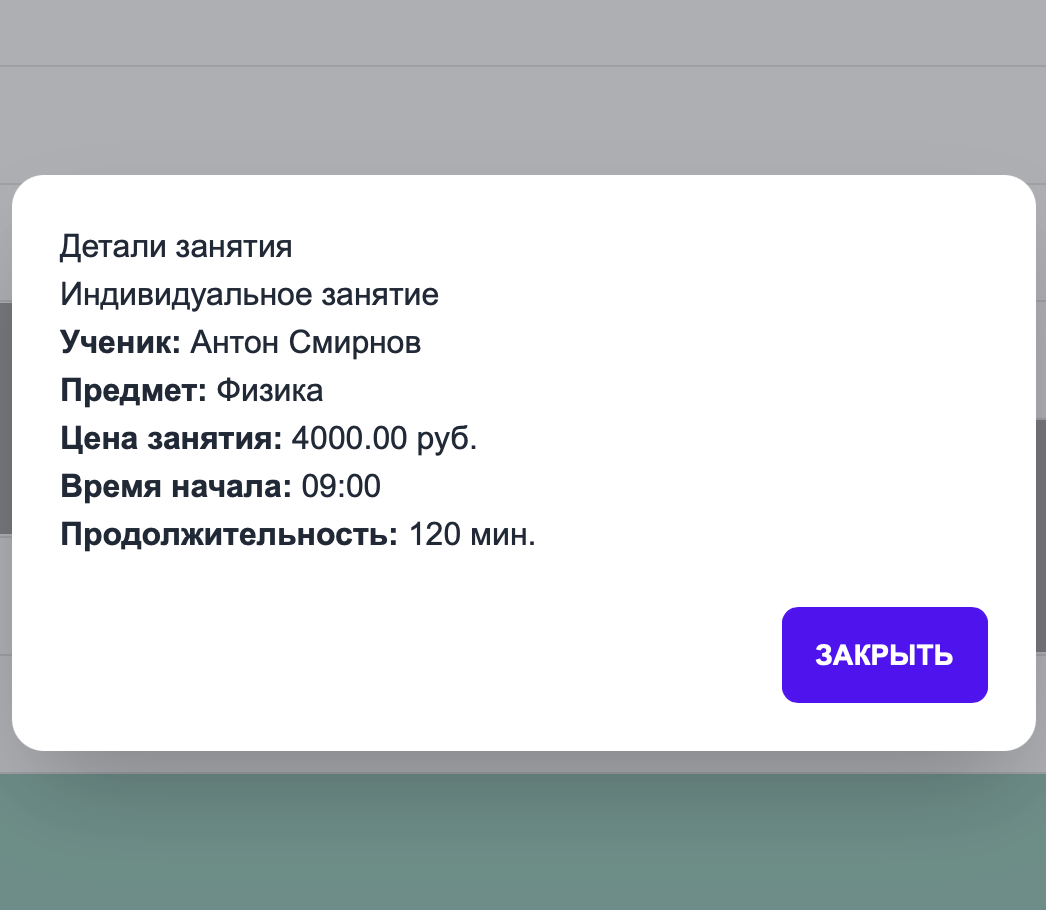 Детали занятия
Индивидуальное занятие
Ученик: Антон Смирнов
Предмет: Физика
Цена занятия: 4000.00 руб.
Время начала: 09:00
Продолжительность: 120 мин.
ЗАКРЫТЬ